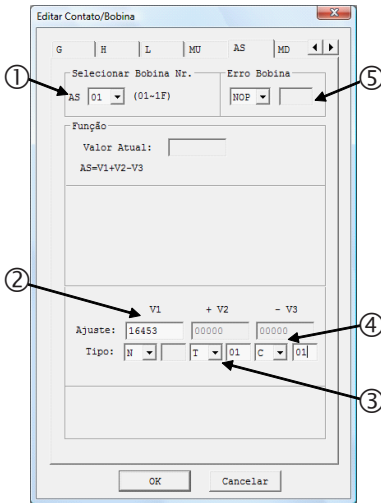 Editar Contato/Bobina
G H L MU AS MD
① Selecionar Bobina Nr. Erro Bobina
AS 01 (01~1F) NOP ⑤
Função
Valor Atual:
AS=V1+V2-V3
② V1 + V2 - V3
Ajuste: 16453 00000 00000 ④
Tipo: N T 01 C 01
③
OK Cancelar